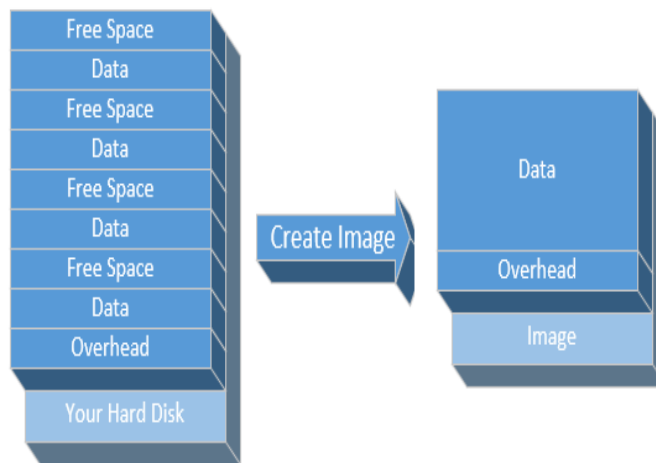 Free Space
Data
Free Space
Data
Free Space
Data
Free Space
Data
Overhead
Your Hard Disk
Create Image
Data
Overhead
Image